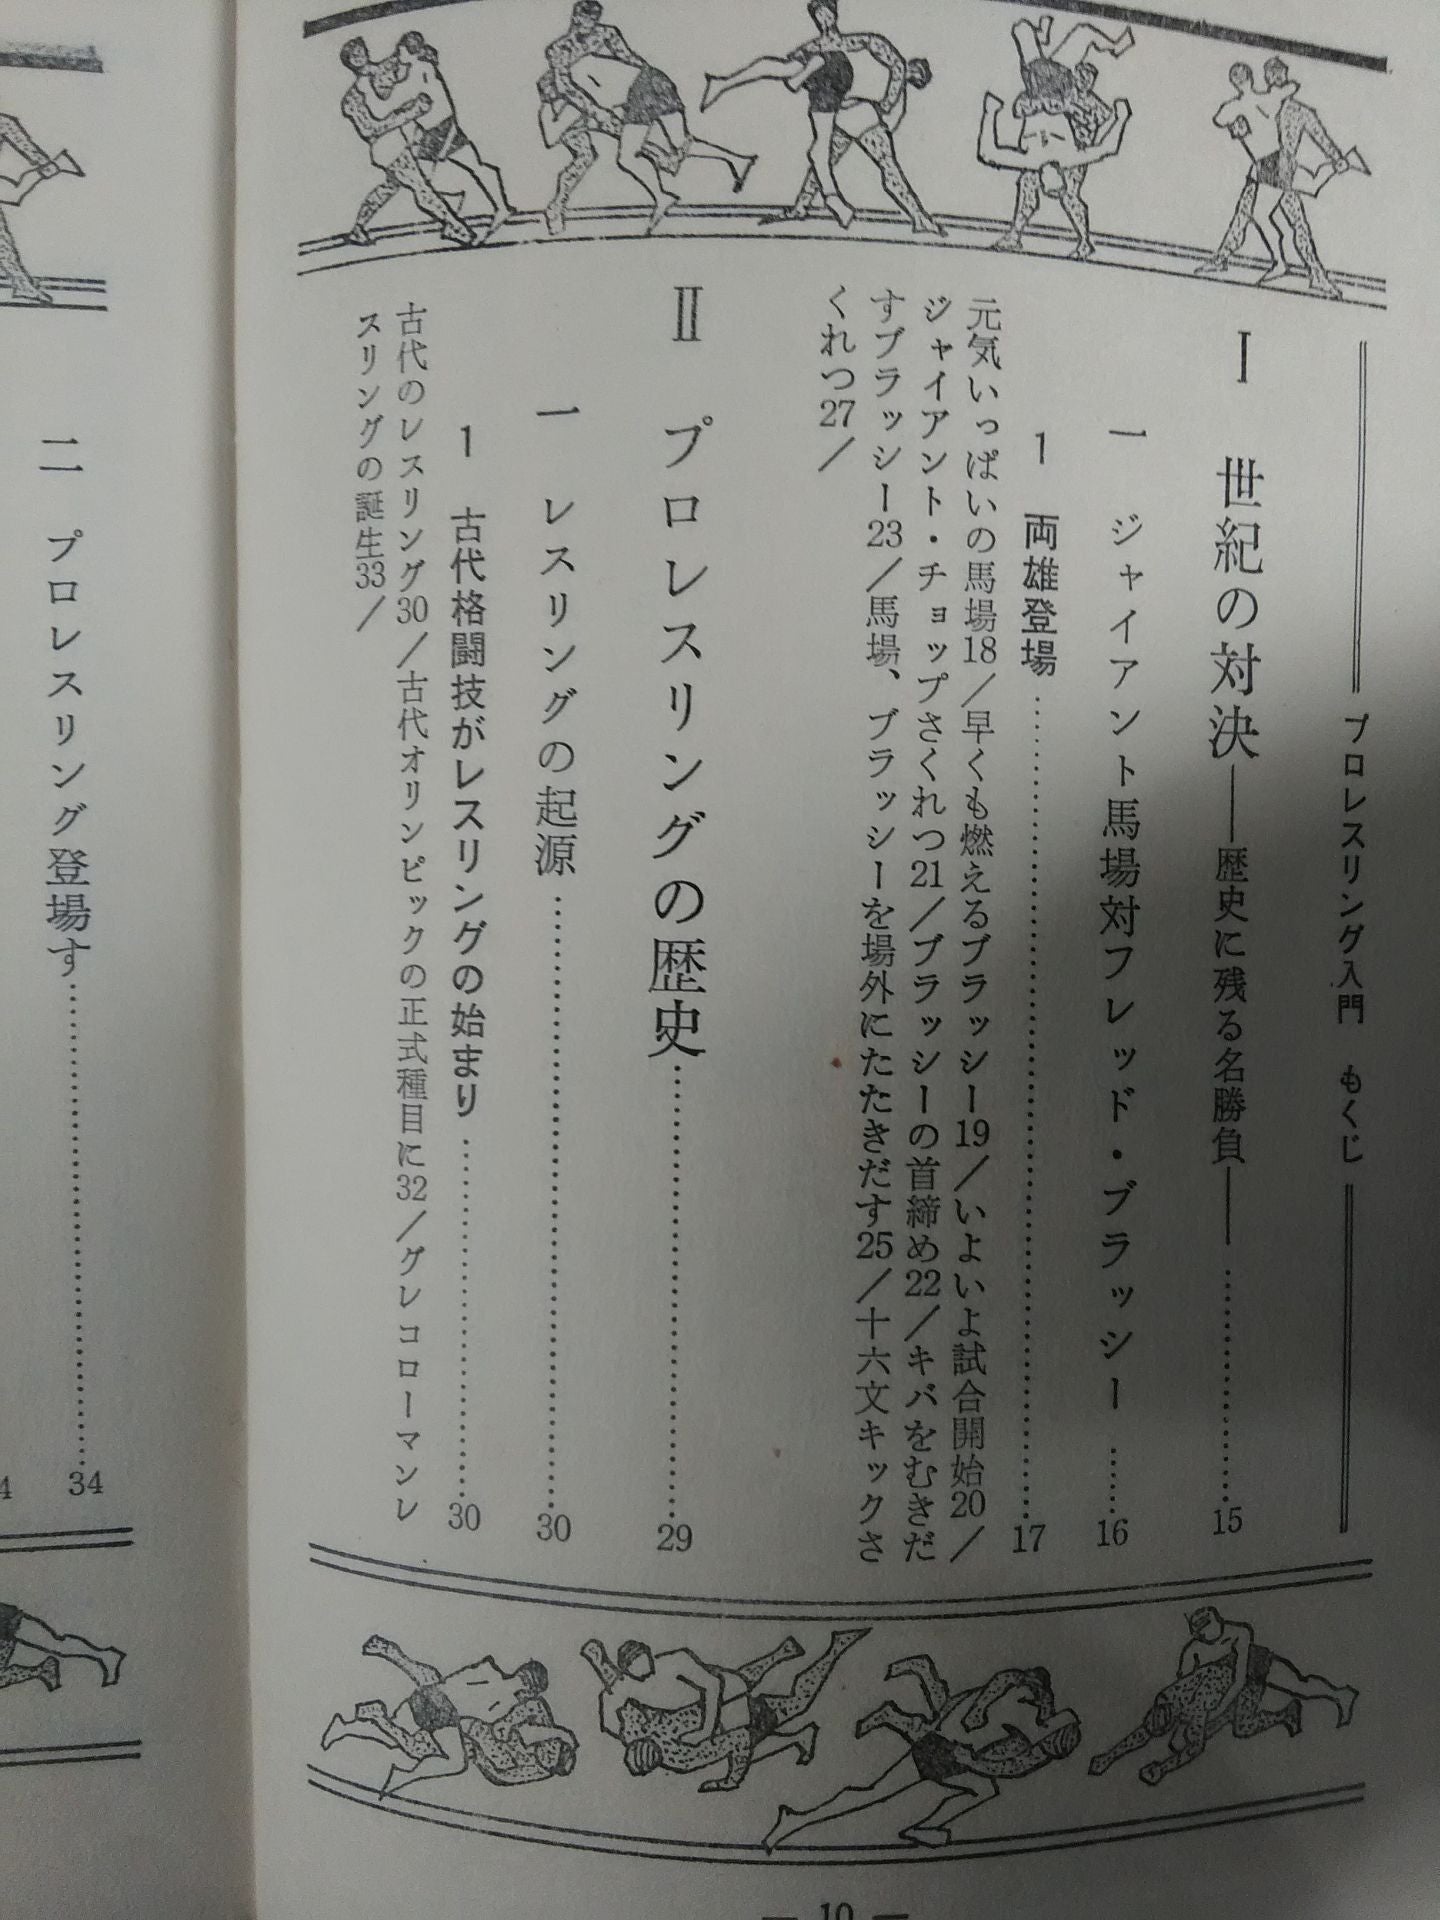 プロレスリング入門　もくじ
Ⅰ　世紀の対決――歴史に残る名勝負――…………15
一　ジャイアント馬場対フレッド・ブラッシー……16
1　両雄登場……………………17
元気いっぱいの馬場18／早くも燃えるブラッシー19／いよいよ試合開始20／
ジャイアント・チョップさくれつ21／ブラッシーの首締め22／キバをむきだ
すブラッシー23／馬場、ブラッシーを場外にたたきだす25／十六文キックさ
くれつ27／
Ⅱ　プロレスリングの歴史……………………29
一　レスリングの起源……………………30
1　古代格闘技がレスリングの始まり……………………30
古代のレスリング30／古代オリンピックの正式種目に32／グレコローマンレ
スリングの誕生33／
二　プロレスリング登場す……………………34
4
― 10 ―